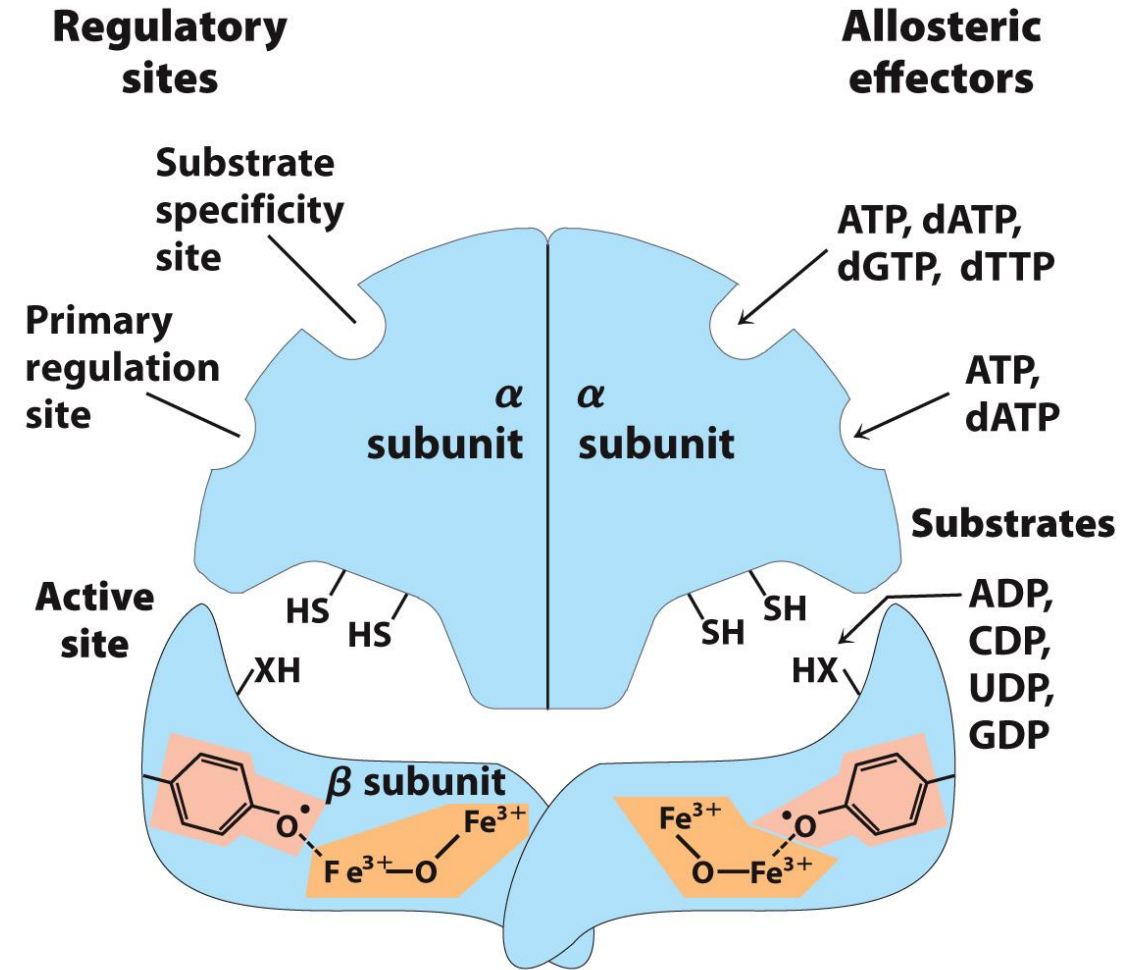 Regulatory
sites
Allosteric
effectors
Substrate
specificity
site
ATP, dATP,
dGTP, dTTP
Primary
regulation
site
ATP,
dATP
α
subunit
α
subunit
Substrates
Active
site
HS
HS
SH
SH
ADP,
CDP,
UDP,
GDP
XH
HX
β subunit
O•
Fe³⁺
Fe³⁺—O
Fe³⁺
•O
O—Fe³⁺